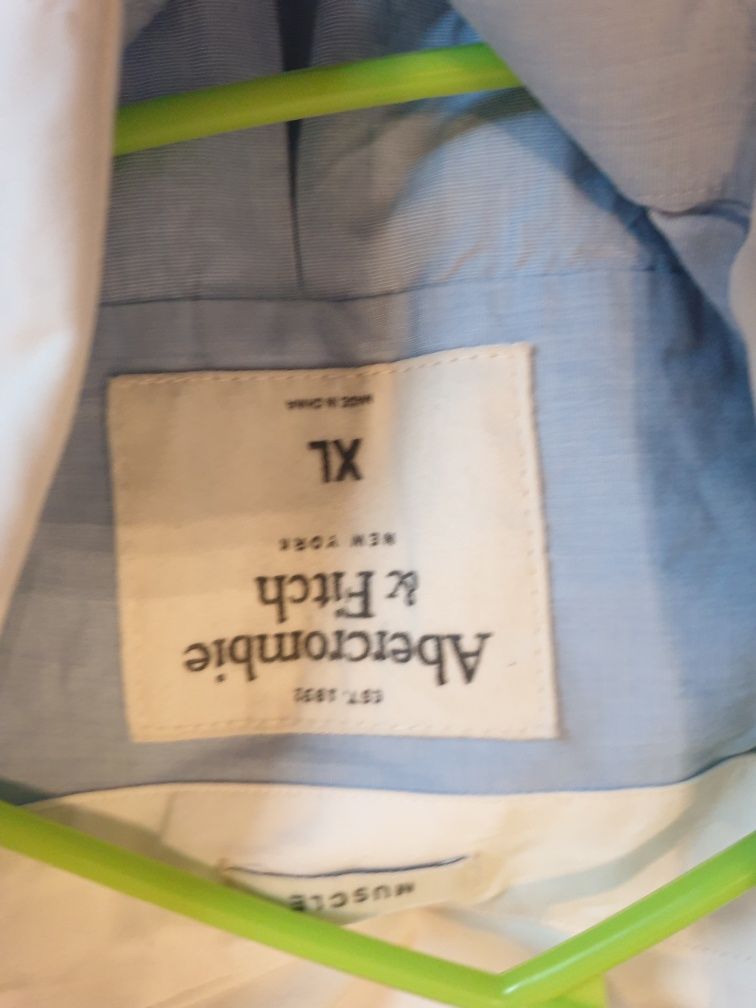 EST. 1892
Abercrombie
& Fitch
NEW YORK
XL
MADE IN CHINA
MUSCLE